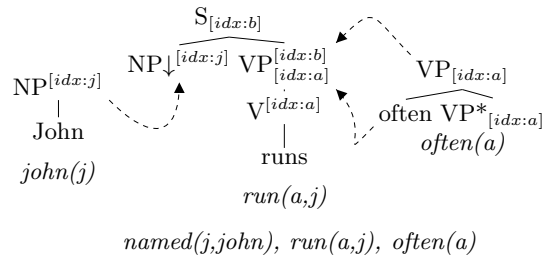 S[idx:b]
NP↓[idx:j] VP[idx:b][idx:a]
NP[idx:j]
VP[idx:a]
V[idx:a]
often VP*[idx:a]
John
often(a)
runs
john(j)
run(a,j)
named(j,john), run(a,j), often(a)